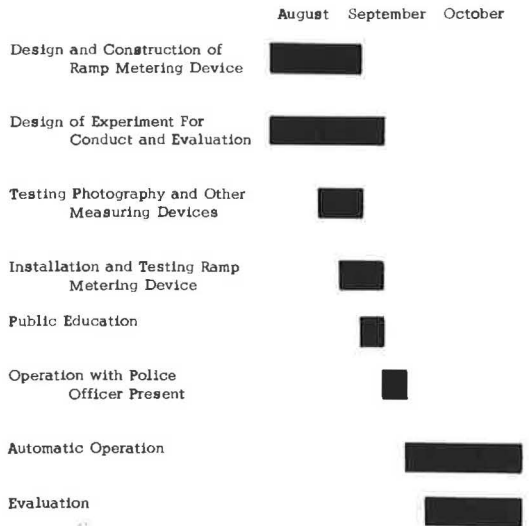 August September October
Design and Construction of
Ramp Metering Device
Design of Experiment For
Conduct and Evaluation
Testing Photography and Other
Measuring Devices
Installation and Testing Ramp
Metering Device
Public Education
Operation with Police
Officer Present
Automatic Operation
Evaluation